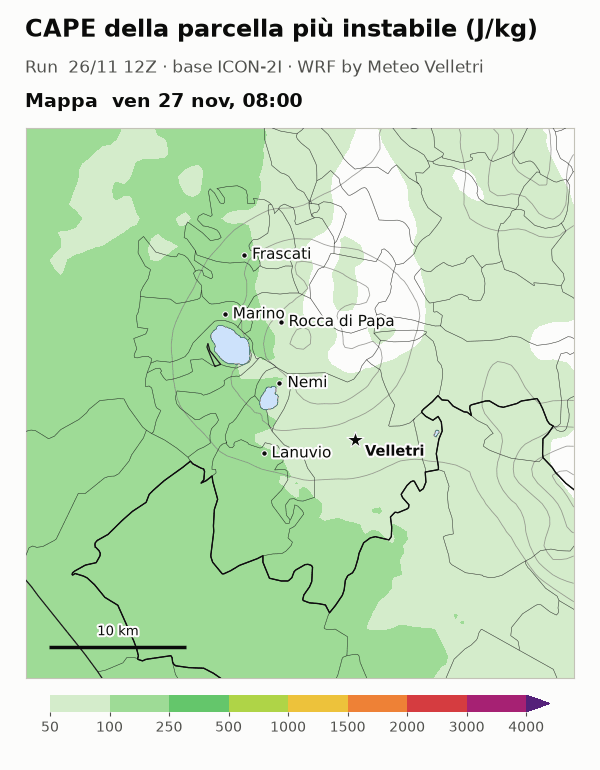 CAPE della parcella più instabile (J/kg)
Run  26/11 12Z · base ICON-2I · WRF by Meteo Velletri
Mappa  ven 27 nov, 08:00
Frascati
Marino
Rocca di Papa
Nemi
Velletri
Lanuvio
10 km
50 100 250 500 1000 1500 2000 3000 4000